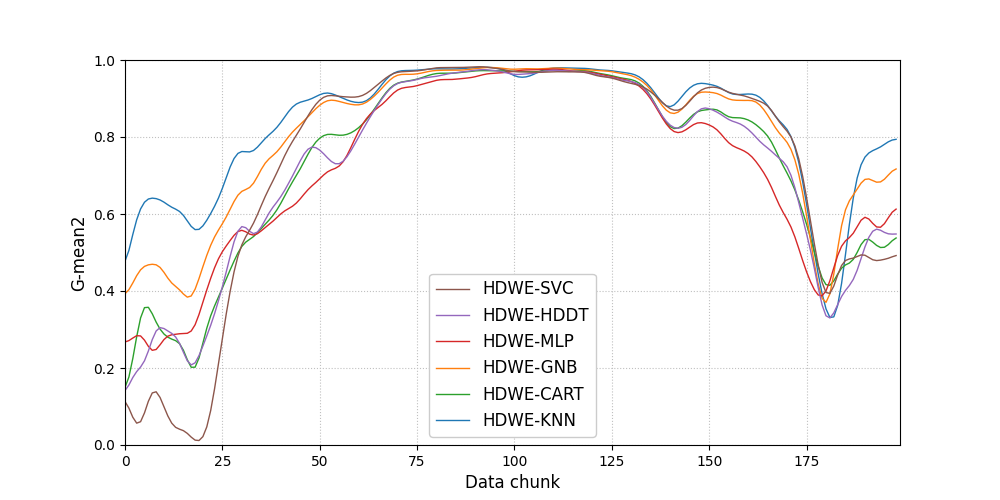 1.0
0.8
0.6
0.4
0.2
0.0
G-mean2
HDWE-SVC
HDWE-HDDT
HDWE-MLP
HDWE-GNB
HDWE-CART
HDWE-KNN
0 25 50 75 100 125 150 175
Data chunk